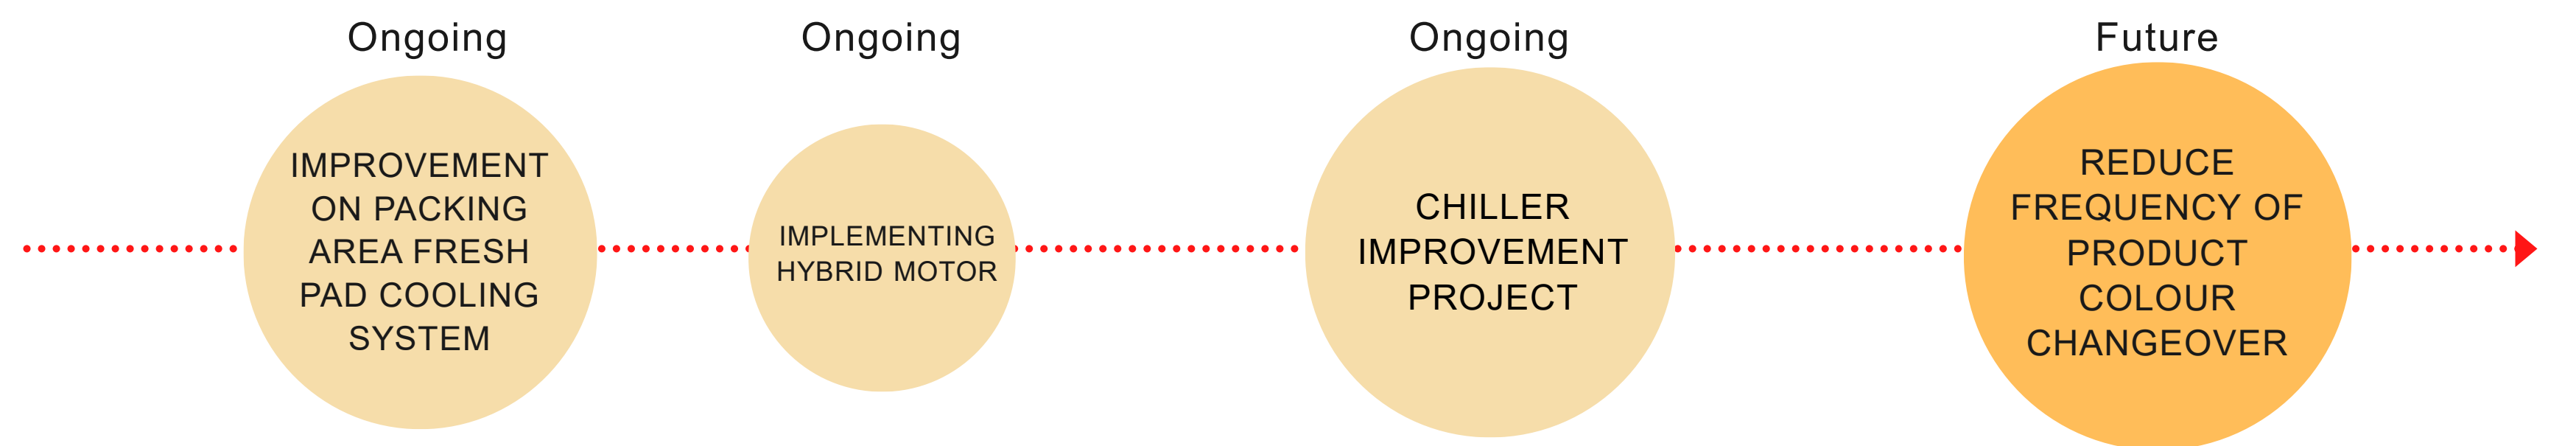 Ongoing
IMPROVEMENT
ON PACKING
AREA FRESH
PAD COOLING
SYSTEM
Ongoing
IMPLEMENTING
HYBRID MOTOR
Ongoing
CHILLER
IMPROVEMENT
PROJECT
Future
REDUCE
FREQUENCY OF
PRODUCT
COLOUR
CHANGEOVER